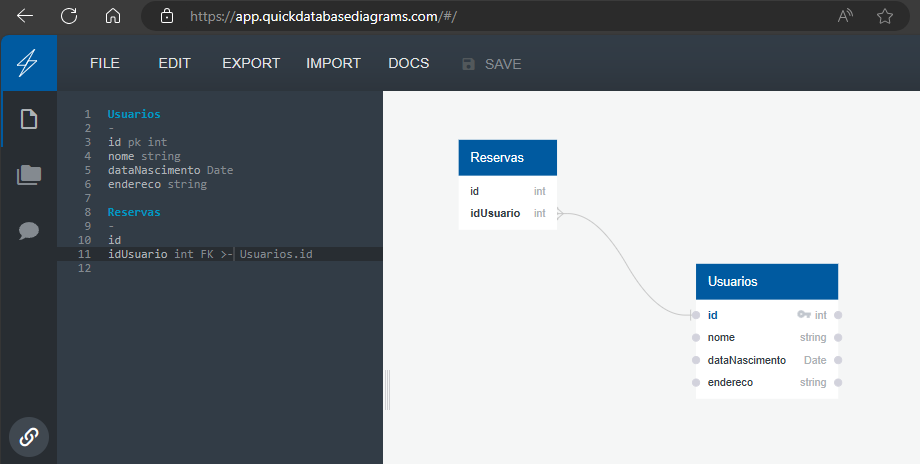 https://app.quickdatabasediagrams.com/#/
FILE EDIT EXPORT IMPORT DOCS SAVE
1 Usuarios
2 -
3 id pk int
4 nome string
5 dataNascimento Date
6 endereco string
7
8 Reservas
9 -
10 id
11 idUsuario int FK >- Usuarios.id
12
Reservas
id int
idUsuario int
Usuarios
id int
nome string
dataNascimento Date
endereco string